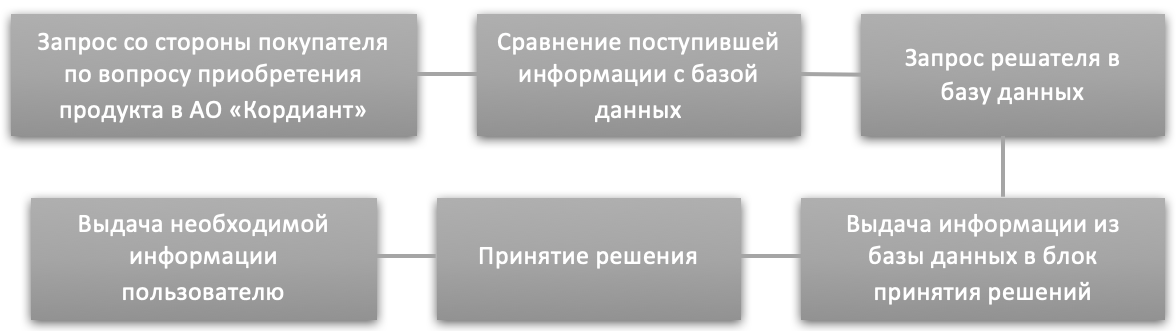 Запрос со стороны покупателя
по вопросу приобретения
продукта в АО «Кордиант»
Сравнение поступившей
информации с базой
данных
Запрос решателя в
базу данных
Выдача информации из
базы данных в блок
принятия решений
Принятие решения
Выдача необходимой
информации
пользователю